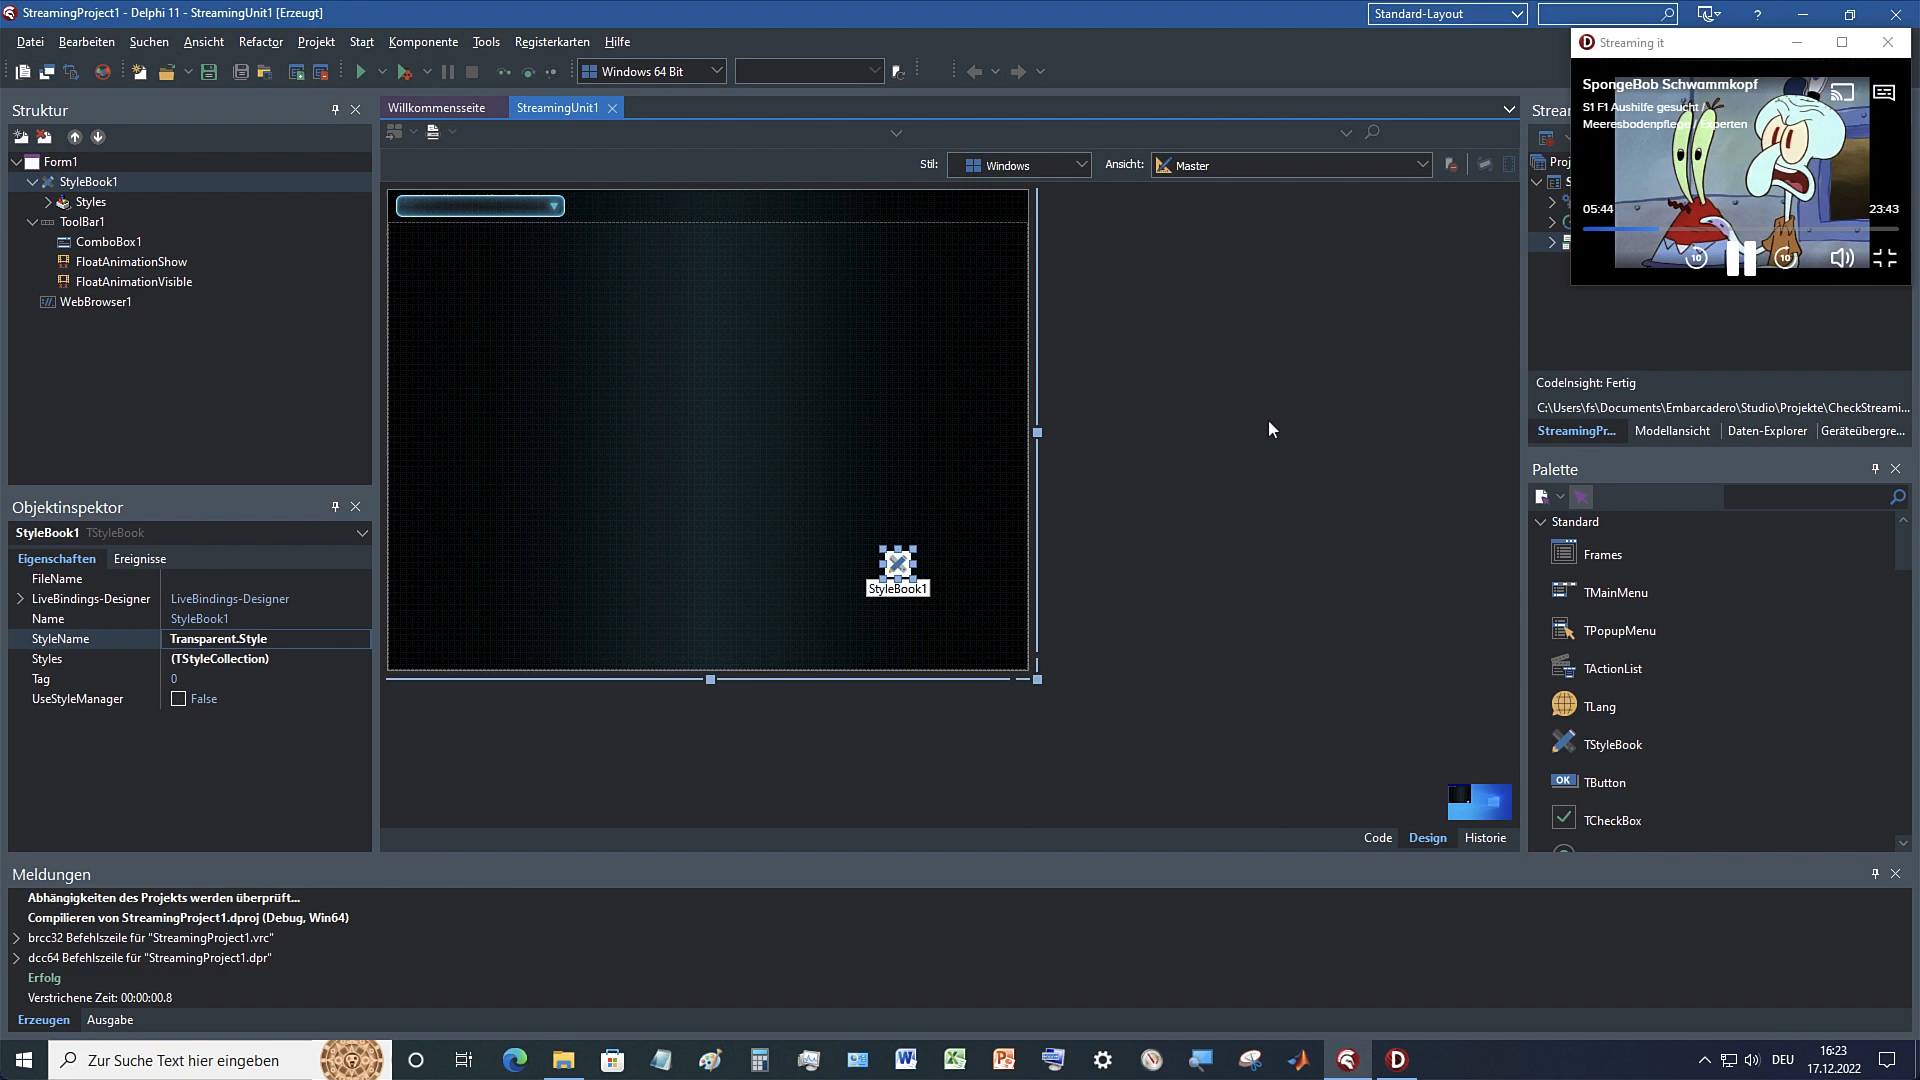 StreamingProject1 - Delphi 11 - StreamingUnit1 [Erzeugt]
Standard-Layout
?
Datei Bearbeiten Suchen Ansicht Refactor Projekt Start Komponente Tools Registerkarten Hilfe
Windows 64 Bit
Streaming it
SpongeBob Schwammkopf
S1 F1 Aushilfe gesucht /
Meeresbodenpflege / Experten
05:44
23:43
10
10
Struktur
Form1
StyleBook1
Styles
ToolBar1
ComboBox1
FloatAnimationShow
FloatAnimationVisible
WebBrowser1
Willkommensseite
StreamingUnit1
Stil:
Windows
Ansicht:
Master
StyleBook1
Code
Design
Historie
Objektinspektor
StyleBook1 TStyleBook
Eigenschaften
Ereignisse
FileName
LiveBindings-Designer LiveBindings-Designer
Name StyleBook1
StyleName Transparent.Style
Styles (TStyleCollection)
Tag 0
UseStyleManager False
CodeInsight: Fertig
C:\Users\fs\Documents\Embarcadero\Studio\Projekte\CheckStreami...
StreamingPr... Modellansicht Daten-Explorer Geräteübergre...
Palette
Standard
Frames
TMainMenu
TPopupMenu
TActionList
TLang
TStyleBook
OK TButton
TCheckBox
Meldungen
Abhängigkeiten des Projekts werden überprüft...
Compilieren von StreamingProject1.dproj (Debug, Win64)
brcc32 Befehlszeile für "StreamingProject1.vrc"
dcc64 Befehlszeile für "StreamingProject1.dpr"
Erfolg
Verstrichene Zeit: 00:00:00.8
Erzeugen Ausgabe
Zur Suche Text hier eingeben
DEU
16:23
17.12.2022